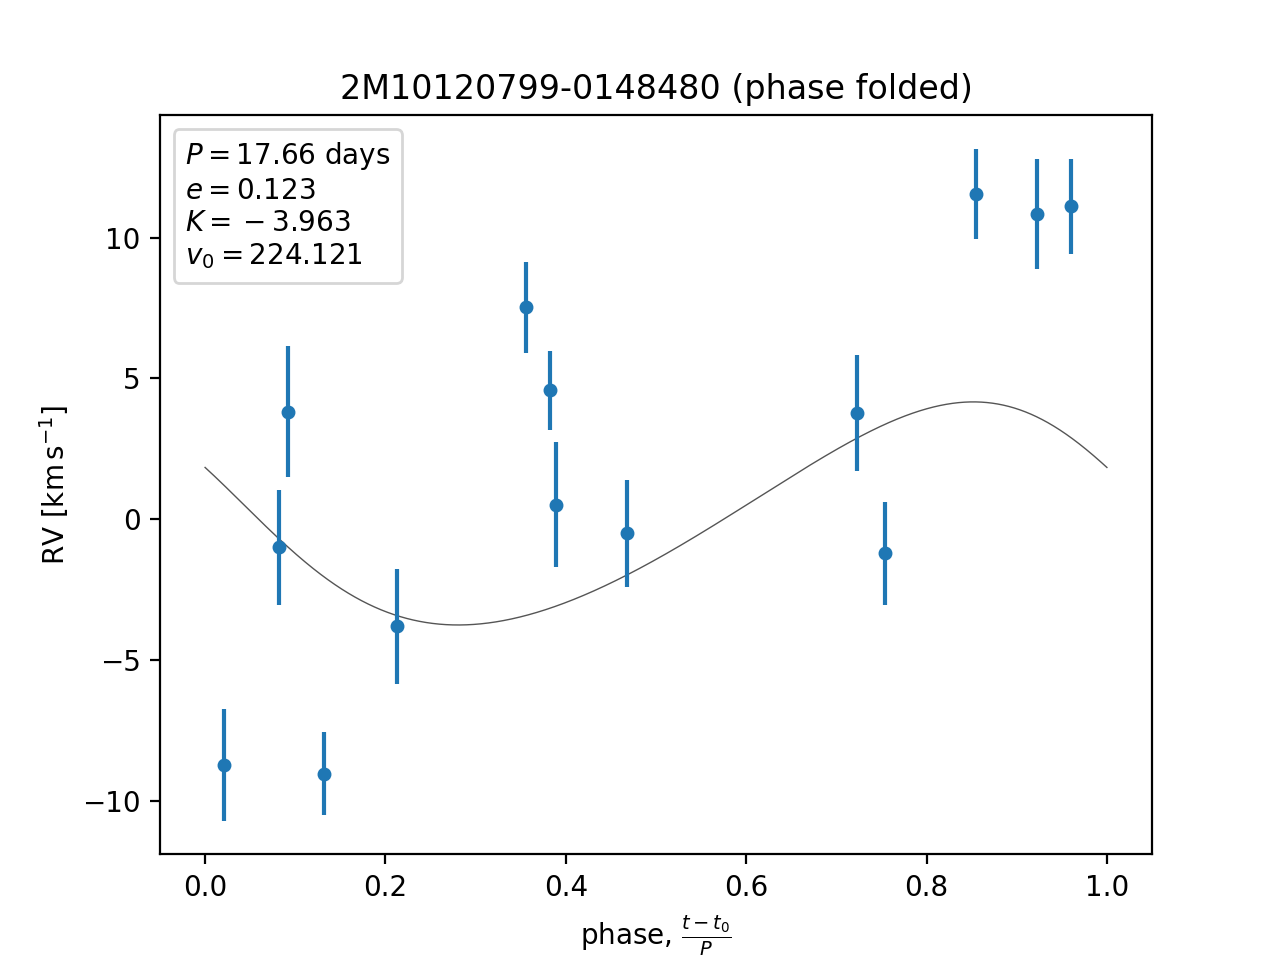 2M10120799-0148480 (phase folded)
P = 17.66 days
e = 0.123
K = −3.963
v₀ = 224.121
10
5
0
−5
−10
RV [km s⁻¹]
0.0 0.2 0.4 0.6 0.8 1.0
phase, (t − t₀)/P